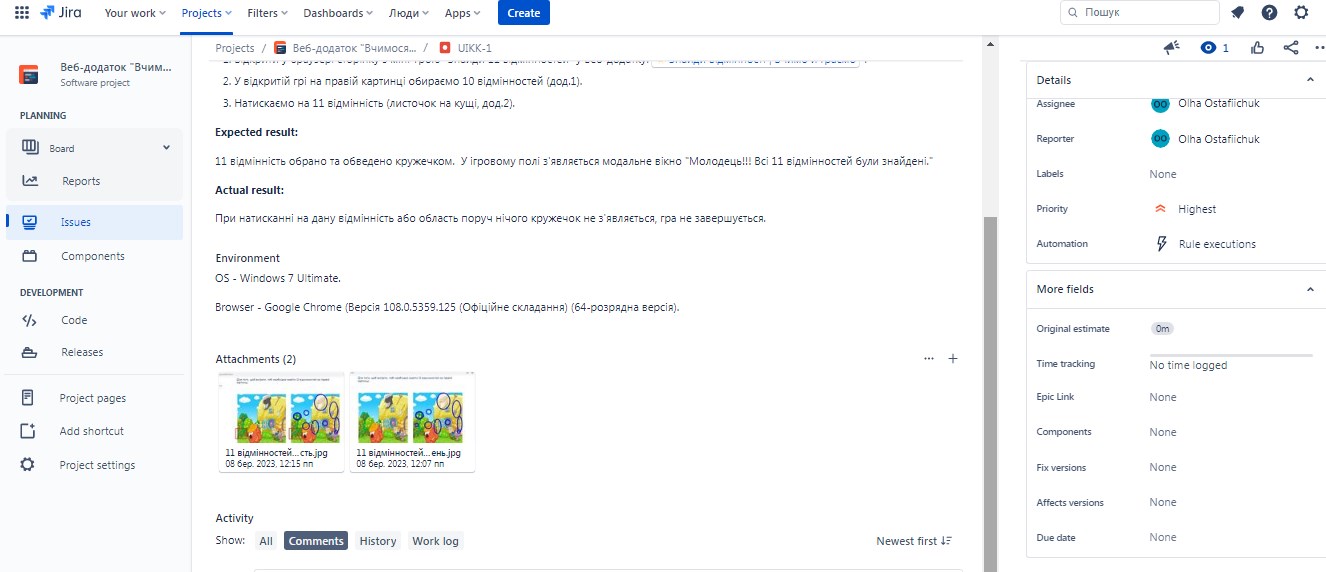 Jira
Your work
Projects
Filters
Dashboards
Люди
Apps
Create
Пошук
Веб-додаток "Вчим...
Software project
PLANNING
Board
Reports
Issues
Components
DEVELOPMENT
Code
Releases
Project pages
Add shortcut
Project settings
Projects / Веб-додаток "Вчимося... / UIKK-1
2. У відкритій грі на правій картинці обираємо 10 відмінностей (дод.1).
3. Натискаємо на 11 відмінність (листочок на кущі, дод.2).
Expected result:
11 відмінність обрано та обведено кружечком. У ігровому полі з'являється модальне вікно "Молодець!!! Всі 11 відмінностей були знайдені."
Actual result:
При натисканні на дану відмінність або область поруч нічого кружечок не з'являється, гра не завершується.
Environment
OS - Windows 7 Ultimate.
Browser - Google Chrome (Версія 108.0.5359.125 (Офіційне складання) (64-розрядна версія).
Attachments (2)
11 відмінностей...сть.jpg
08 бер. 2023, 12:15 пп
11 відмінностей...ень.jpg
08 бер. 2023, 12:07 пп
Activity
Show: All Comments History Work log
Newest first
1
Details
Assignee
OO Olha Ostafiichuk
Reporter
OO Olha Ostafiichuk
Labels
None
Priority
Highest
Automation
Rule executions
More fields
Original estimate
0m
Time tracking
No time logged
Epic Link
None
Components
None
Fix versions
None
Affects versions
None
Due date
None